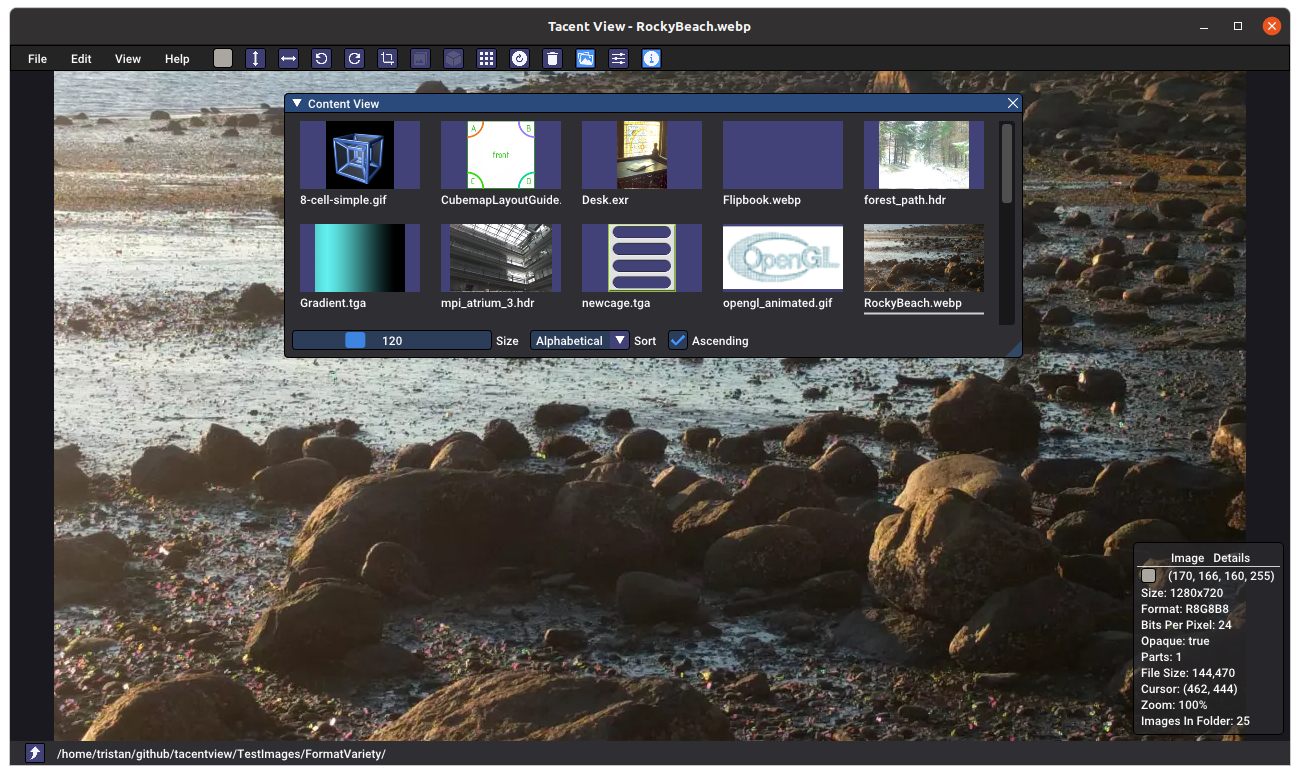 Tacent View - RockyBeach.webp
File Edit View Help
Content View
A B
front
C D
8-cell-simple.gif CubemapLayoutGuide. Desk.exr Flipbook.webp forest_path.hdr
OpenGL
Gradient.tga mpi_atrium_3.hdr newcage.tga opengl_animated.gif RockyBeach.webp
120 Size Alphabetical Sort Ascending
Image Details
(170, 166, 160, 255)
Size: 1280x720
Format: R8G8B8
Bits Per Pixel: 24
Opaque: true
Parts: 1
File Size: 144,470
Cursor: (462, 444)
Zoom: 100%
Images In Folder: 25
/home/tristan/github/tacentview/TestImages/FormatVariety/